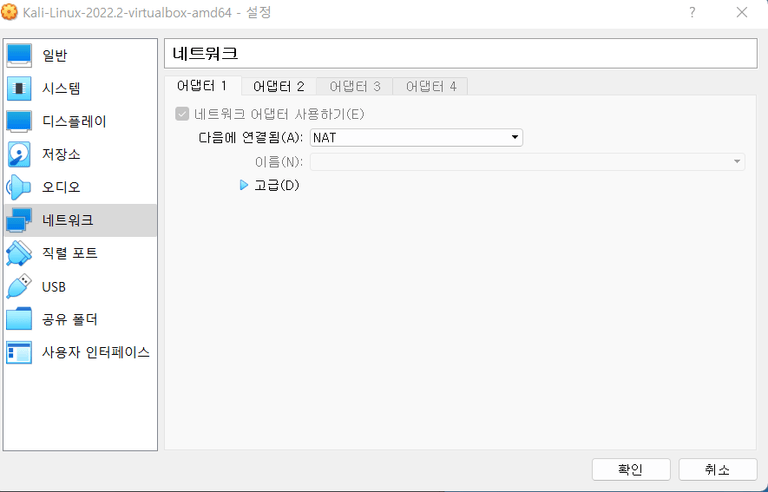 Kali-Linux-2022.2-virtualbox-amd64 - 설정
일반
시스템
디스플레이
저장소
오디오
네트워크
직렬 포트
USB
공유 폴더
사용자 인터페이스
네트워크
어댑터 1 어댑터 2 어댑터 3 어댑터 4
네트워크 어댑터 사용하기(E)
다음에 연결됨(A): NAT
이름(N):
고급(D)
확인 취소